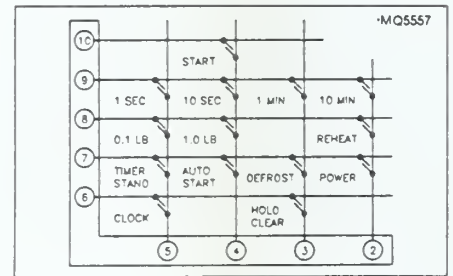 ·MQ5557
10
START
9
1 SEC 10 SEC 1 MIN 10 MIN
8
0.1 LB 1.0 LB REHEAT
7
TIMER STAND AUTO START DEFROST POWER
6
CLOCK HOLD CLEAR
5 4 3 2